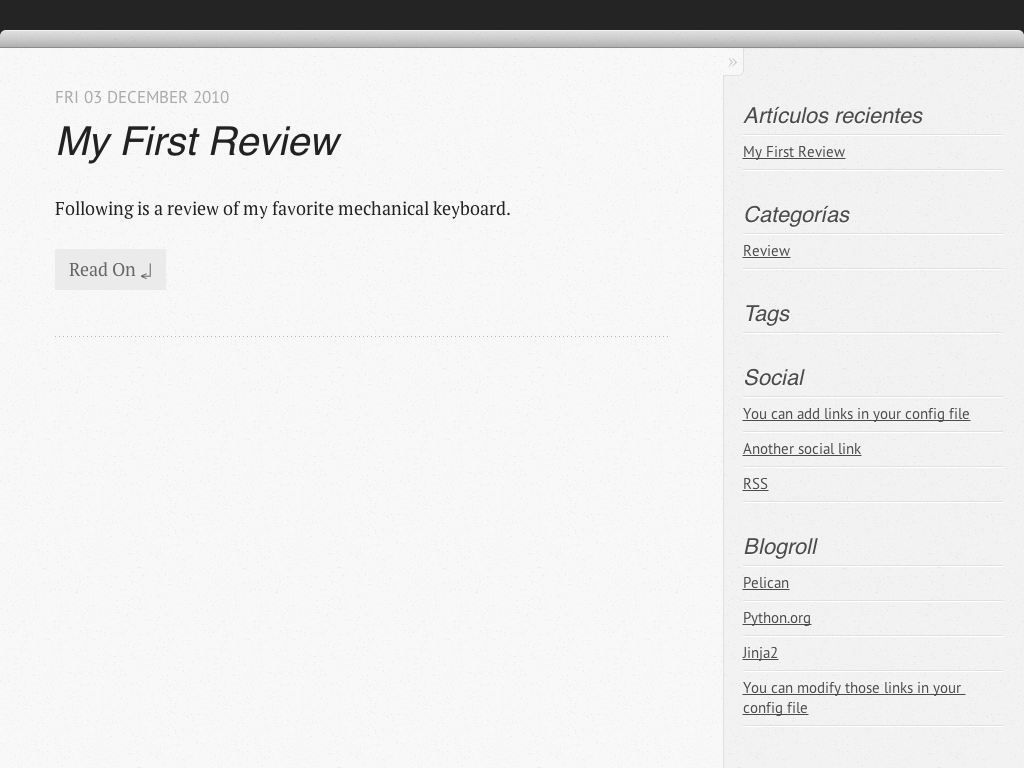 FRI 03 DECEMBER 2010
My First Review
Following is a review of my favorite mechanical keyboard.
Read On ↲
»
Artículos recientes
My First Review
Categorías
Review
Tags
Social
You can add links in your config file
Another social link
RSS
Blogroll
Pelican
Python.org
Jinja2
You can modify those links in your
config file